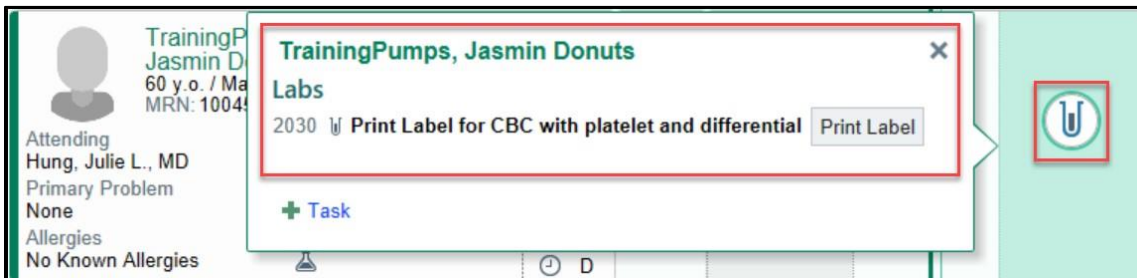 TrainingP
Jasmin D
60 y.o. / Ma
MRN: 1004
Attending
Hung, Julie L., MD
Primary Problem
None
Allergies
No Known Allergies
TrainingPumps, Jasmin Donuts
Labs
2030 Print Label for CBC with platelet and differential Print Label
Task
D